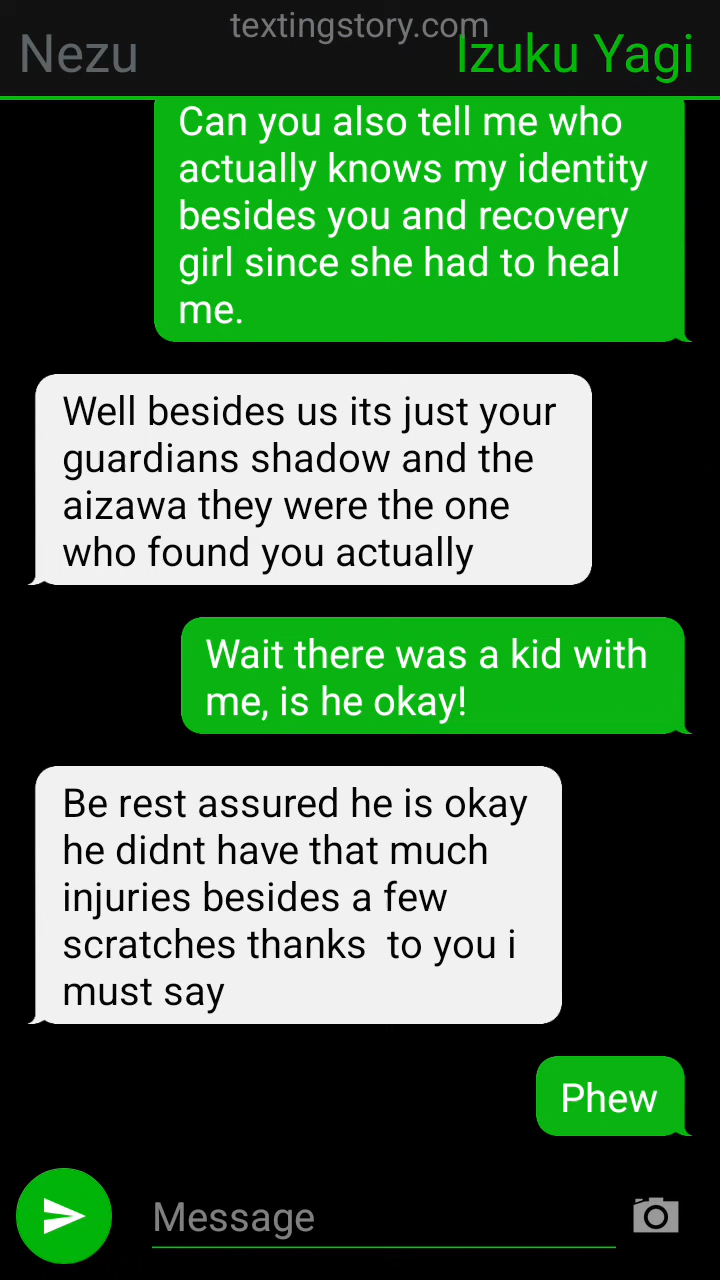 textingstory.com
Nezu
Izuku Yagi
Can you also tell me who
actually knows my identity
besides you and recovery
girl since she had to heal
me.
Well besides us its just your
guardians shadow and the
aizawa they were the one
who found you actually
Wait there was a kid with
me, is he okay!
Be rest assured he is okay
he didnt have that much
injuries besides a few
scratches thanks  to you i
must say
Phew
Message